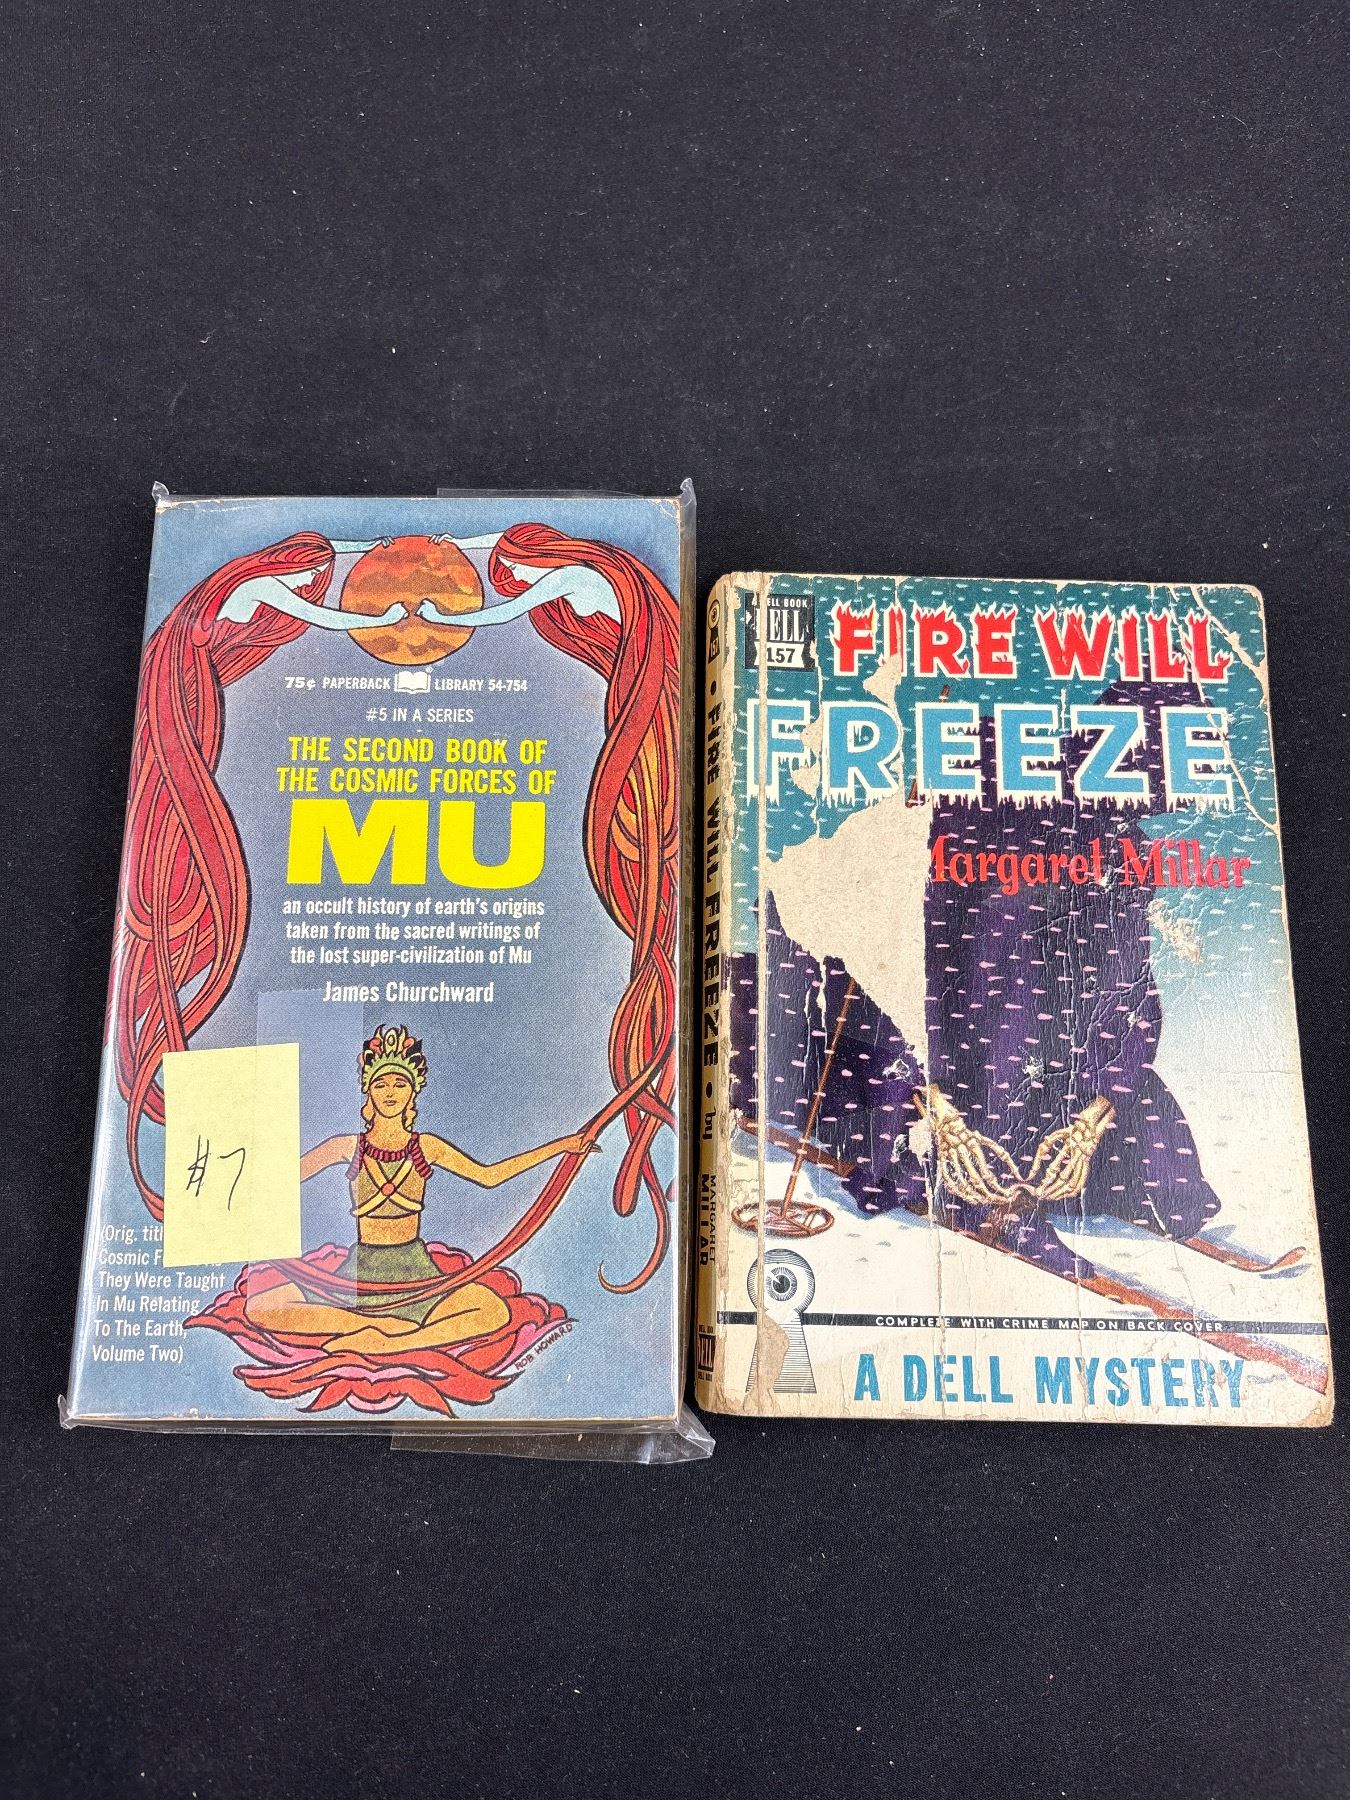 75¢ PAPERBACK LIBRARY 54-754
#5 IN A SERIES
THE SECOND BOOK OF
THE COSMIC FORCES OF
MU
an occult history of earth's origins
taken from the sacred writings of
the lost super-civilization of Mu
James Churchward
#7
(Orig. titl
Cosmic F
They Were Taught
In Mu Relating
To The Earth,
Volume Two)
ROB HOWARD
DELL BOOK
DELL
157
FIRE WILL
FREEZE
Margaret Millar
FIRE WILL FREEZE • by MARGARET MILLAR
COMPLETE WITH CRIME MAP ON BACK COVER
A DELL MYSTERY